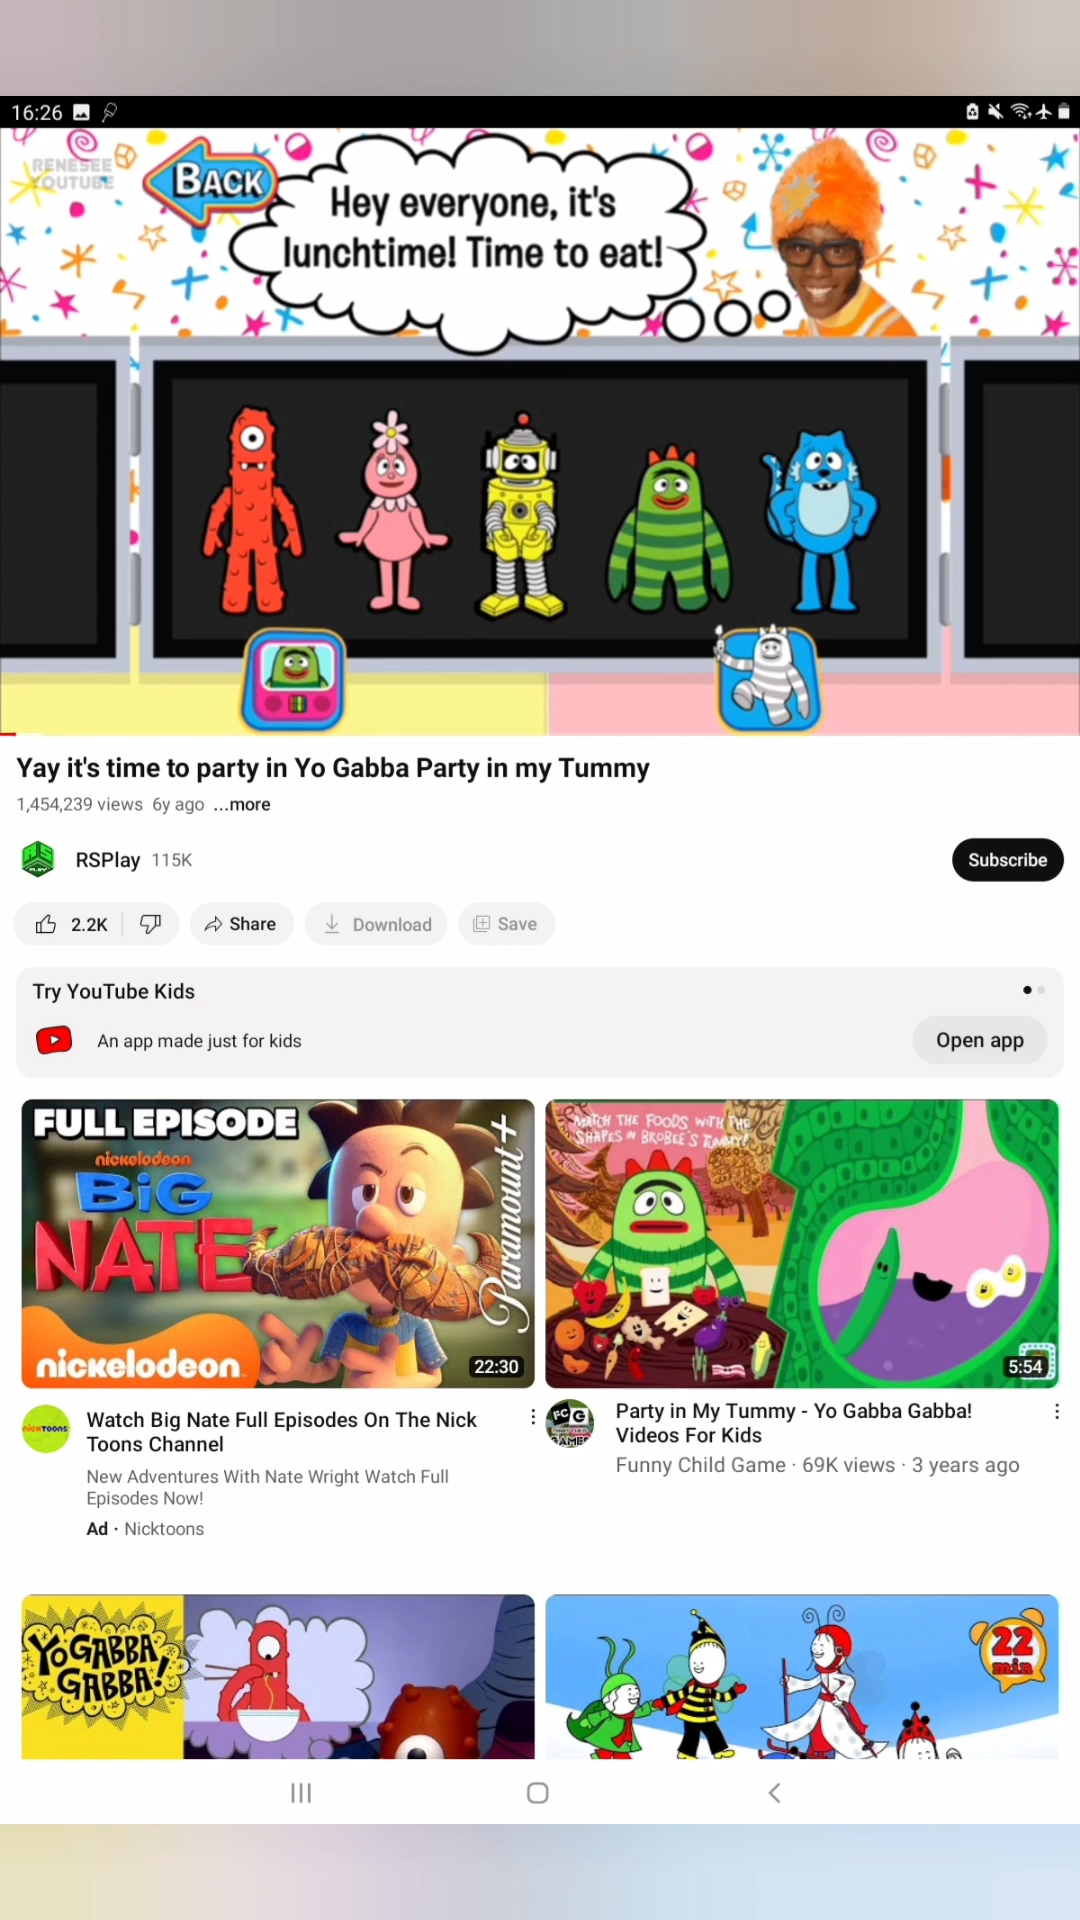 16:26
RENESEE
YOUTUBE
BACK
Hey everyone, it's
lunchtime! Time to eat!
Yay it's time to party in Yo Gabba Party in my Tummy
1,454,239 views 6y ago ...more
RSPlay 115K
Subscribe
2.2K
Share
Download
Save
Try YouTube Kids
An app made just for kids
Open app
FULL EPISODE
nickelodeon
BiG
NATE
Paramount+
nickelodeon
22:30
MATCH THE FOODS WITH THE
SHAPES IN BROBEE'S TUMMY!
5:54
nicktoons
Watch Big Nate Full Episodes On The Nick
Toons Channel
New Adventures With Nate Wright Watch Full
Episodes Now!
Ad · Nicktoons
FCG
GAME
Party in My Tummy - Yo Gabba Gabba!
Videos For Kids
Funny Child Game · 69K views · 3 years ago
YO GABBA
GABBA!
22
min